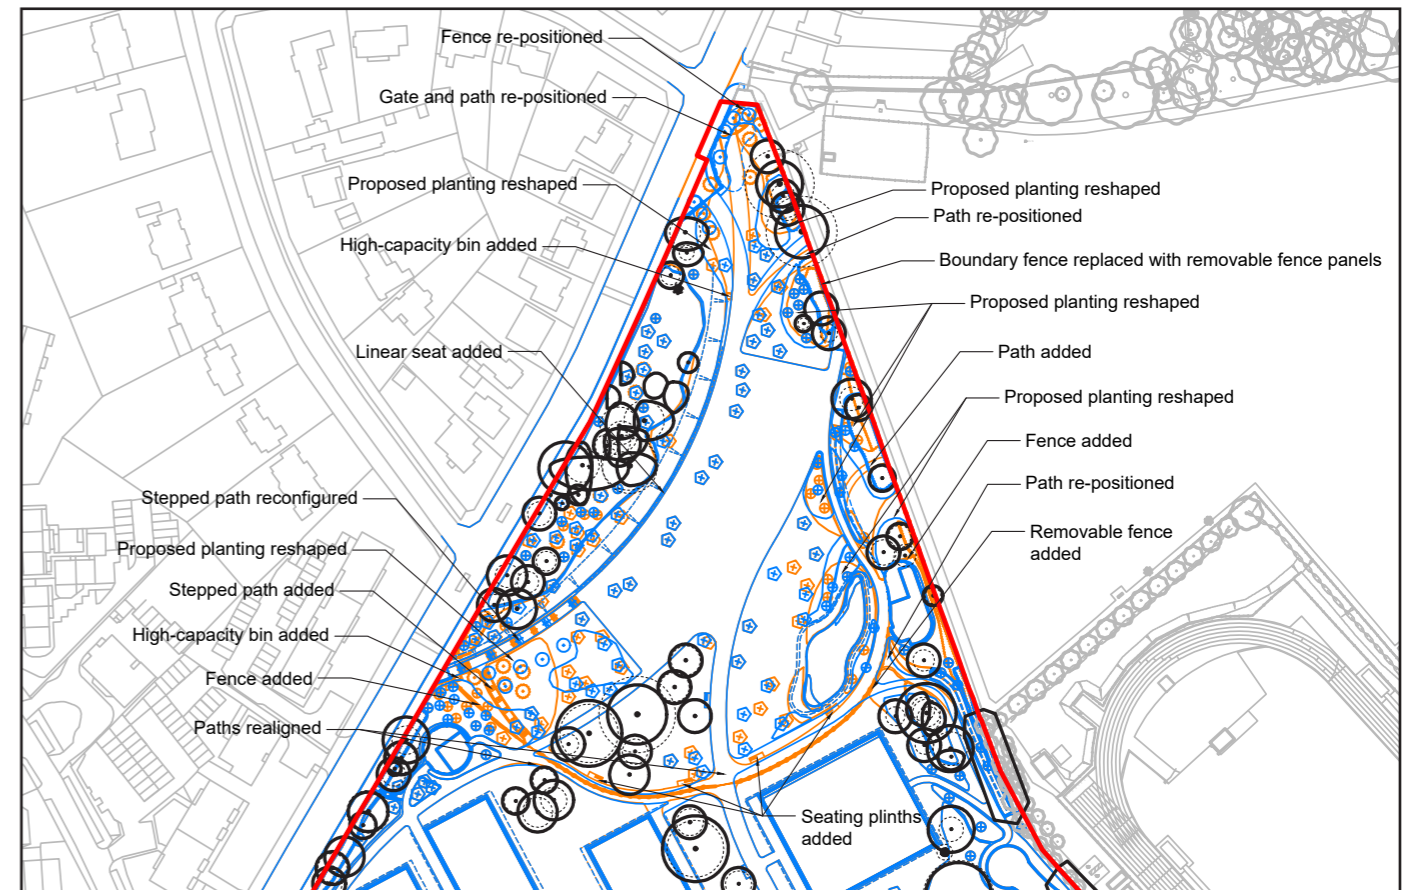 Fence re-positioned
Gate and path re-positioned
Proposed planting reshaped
High-capacity bin added
Linear seat added
Stepped path reconfigured
Proposed planting reshaped
Stepped path added
High-capacity bin added
Fence added
Paths realigned
Proposed planting reshaped
Path re-positioned
Boundary fence replaced with removable fence panels
Proposed planting reshaped
Path added
Proposed planting reshaped
Fence added
Path re-positioned
Removable fence
added
Seating plinths
added